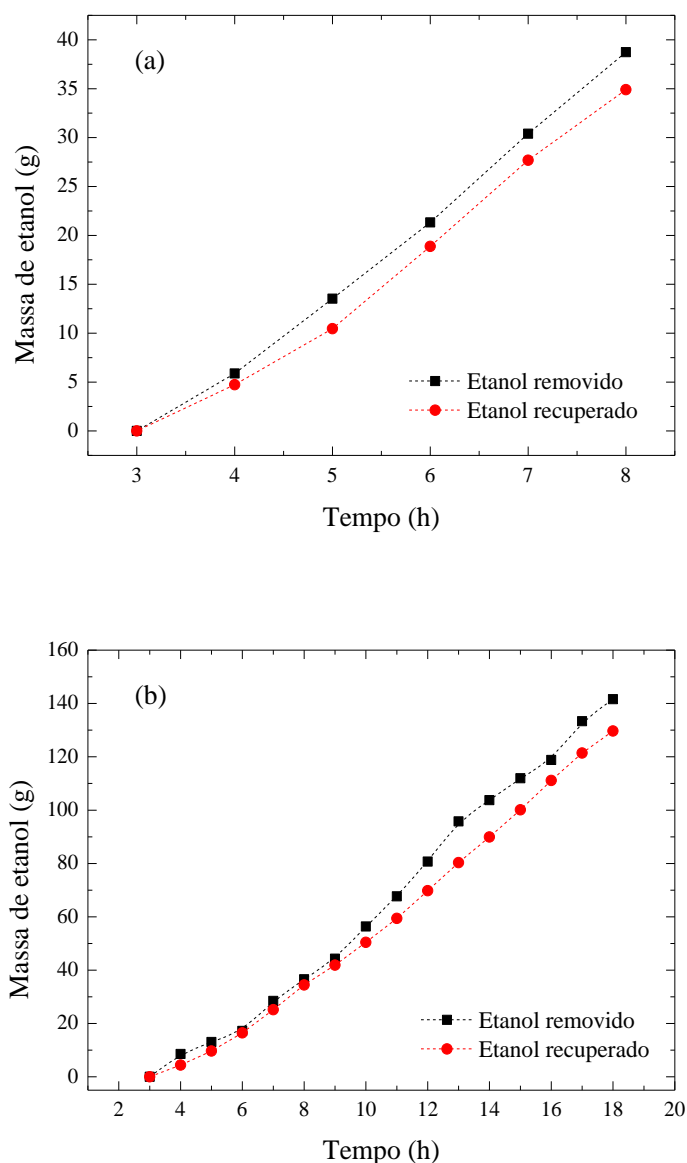 40
35
30
25
20
15
10
5
0
(a)
Massa de etanol (g)
Etanol removido
Etanol recuperado
3 4 5 6 7 8
Tempo (h)
160
140
120
100
80
60
40
20
0
(b)
Massa de etanol (g)
Etanol removido
Etanol recuperado
2 4 6 8 10 12 14 16 18 20
Tempo (h)